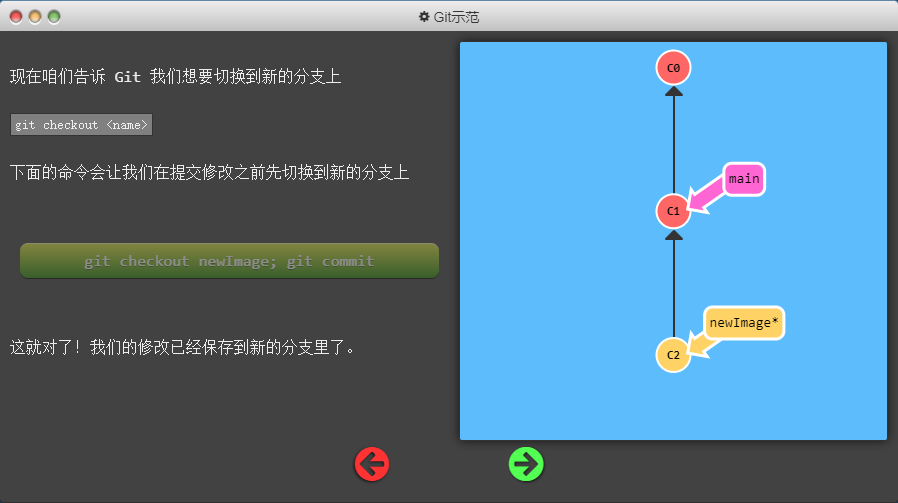 Git示范
现在咱们告诉 Git 我们想要切换到新的分支上
git checkout <name>
下面的命令会让我们在提交修改之前先切换到新的分支上
git checkout newImage; git commit
这就对了！我们的修改已经保存到新的分支里了。
C0
main
C1
newImage*
C2